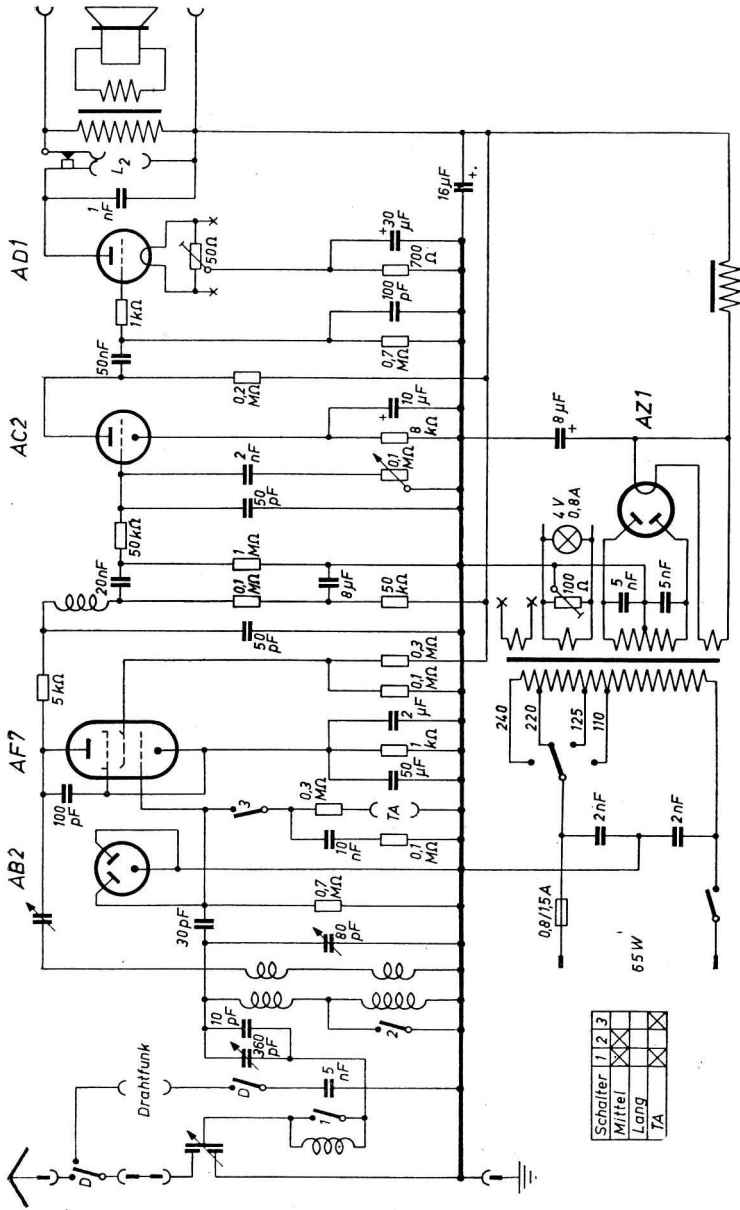 AB2
AF7
AC2
AD1
100
pF
5 kΩ
20nF
50kΩ
50nF
1kΩ
1
nF
L2
50Ω
Drahtfunk
D
D
10
pF
360
pF
5
nF
1
2
30pF
80
pF
0,7
MΩ
3
10
nF
0,3
MΩ
TA
0,1
MΩ
50
µF
1
kΩ
2
µF
0,1
MΩ
0,3
MΩ
50
pF
0,1
MΩ
1
MΩ
8µF
50
kΩ
50
pF
2
nF
0,1
MΩ
8
kΩ
10
µF
+
0,2
MΩ
0,7
MΩ
100
pF
700
Ω
30
µF
+
16µF
+
Schalter 1 2 3
Mittel
Lang
TA
65W
0,8/1,5A
2nF
2nF
240
220
125
110
100
Ω
4V
0,8A
5
nF
5nF
8 µF
+
AZ1